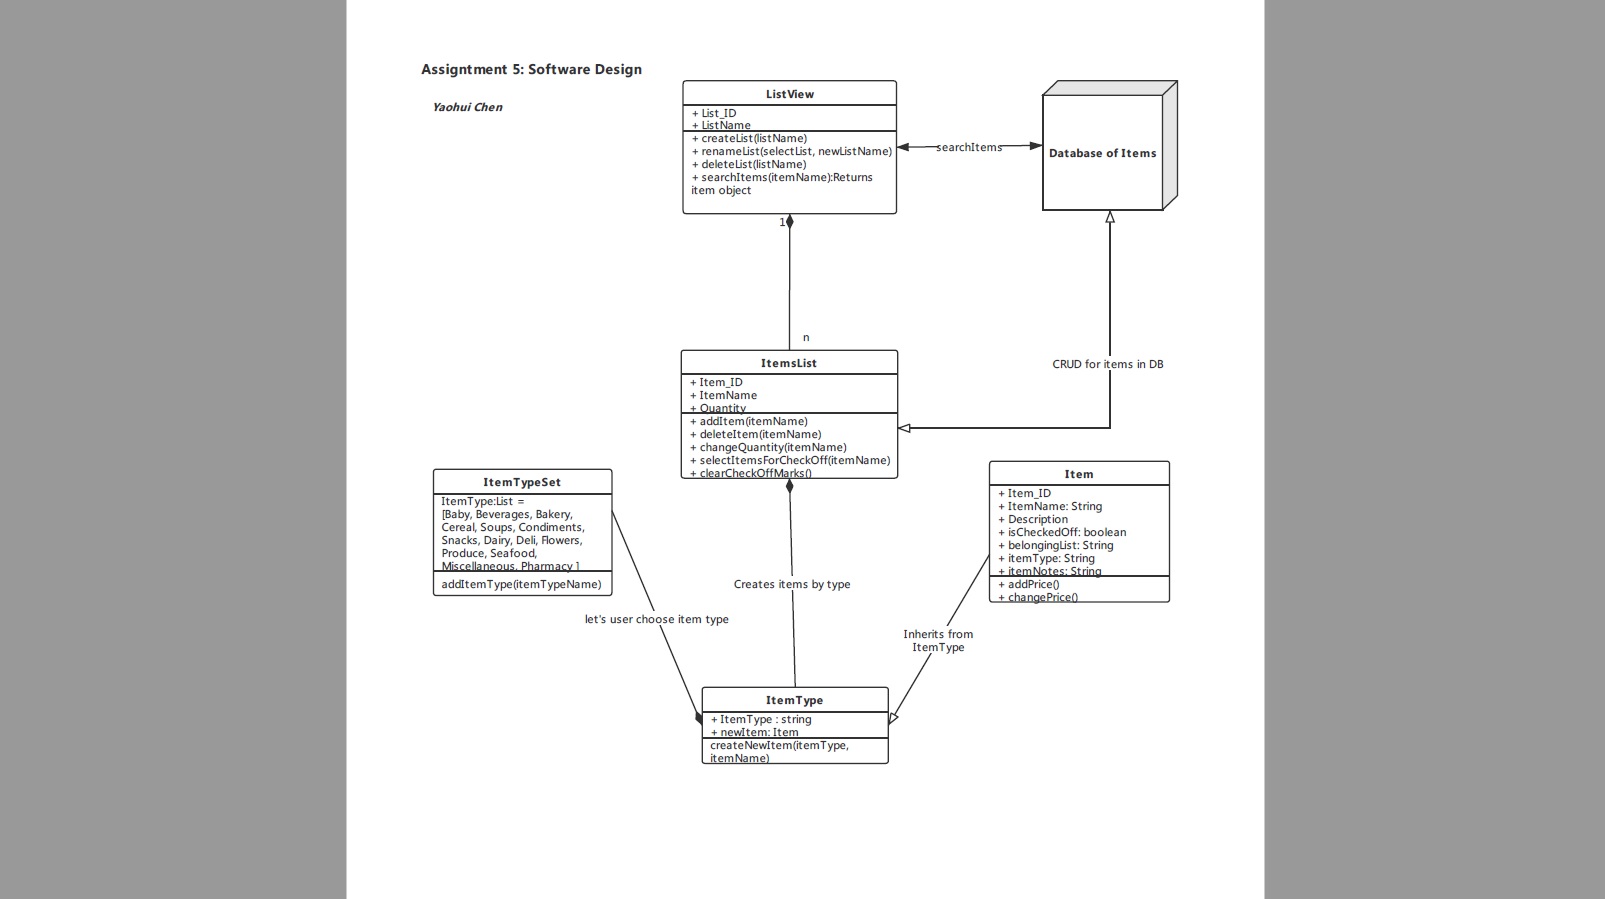 Assigntment 5: Software Design
Yaohui Chen
ListView
+ List_ID
+ ListName
+ createList(listName)
+ renameList(selectList, newListName)
+ deleteList(listName)
+ searchItems(itemName):Returns
item object
searchItems
Database of Items
1
n
ItemsList
+ Item_ID
+ ItemName
+ Quantity
+ addItem(itemName)
+ deleteItem(itemName)
+ changeQuantity(itemName)
+ selectItemsForCheckOff(itemName)
+ clearCheckOffMarks()
CRUD for items in DB
ItemTypeSet
ItemType:List =
[Baby, Beverages, Bakery,
Cereal, Soups, Condiments,
Snacks, Dairy, Deli, Flowers,
Produce, Seafood,
Miscellaneous, Pharmacy ]
addItemType(itemTypeName)
Item
+ Item_ID
+ ItemName: String
+ Description
+ isCheckedOff: boolean
+ belongingList: String
+ itemType: String
+ itemNotes: String
+ addPrice()
+ changePrice()
Creates items by type
let's user choose item type
Inherits from
ItemType
ItemType
+ ItemType : string
+ newItem: Item
createNewItem(itemType,
itemName)